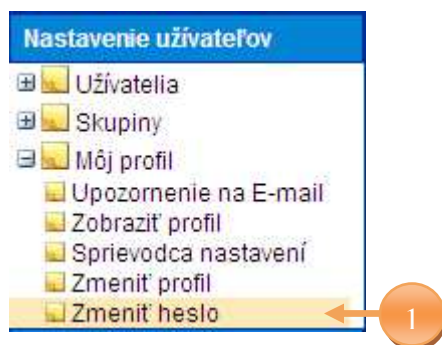 Nastavenie užívateľov
Užívatelia
Skupiny
Môj profil
Upozornenie na E-mail
Zobraziť profil
Sprievodca nastavení
Zmeniť profil
Zmeniť heslo
1